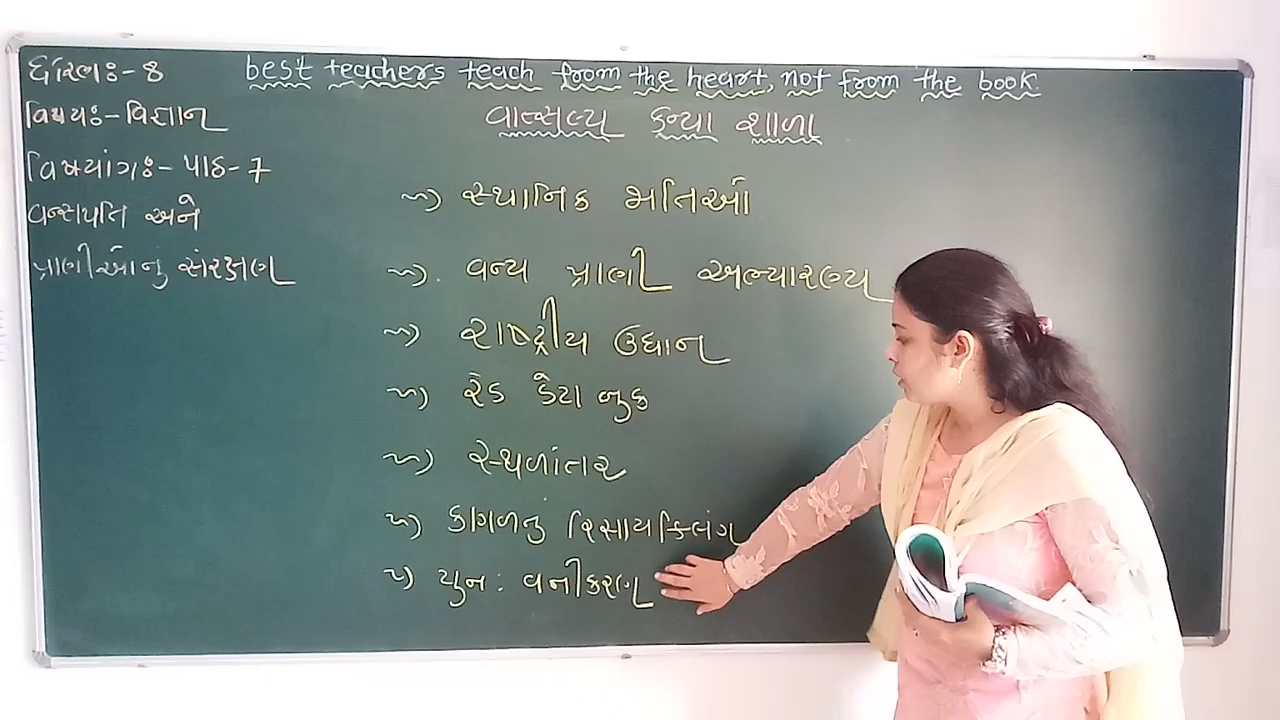 ધોરણઃ- 8
best teachers teach from the heart, not from the book.
વિષયઃ- વિજ્ઞાન
વાત્સલ્ય કન્યા શાળા
વિષયાંગઃ- પાઠ- 7
વનસ્પતિ અને
પ્રાણીઓનું સંરક્ષણ
સ્થાનિક જાતિઓ
વન્ય પ્રાણી અભ્યારણ્ય
રાષ્ટ્રીય ઉદ્યાન
રેડ ડેટા બુક
સ્થળાંતર
કાગળનું રિસાયક્લિંગ
પુન: વનીકરણ